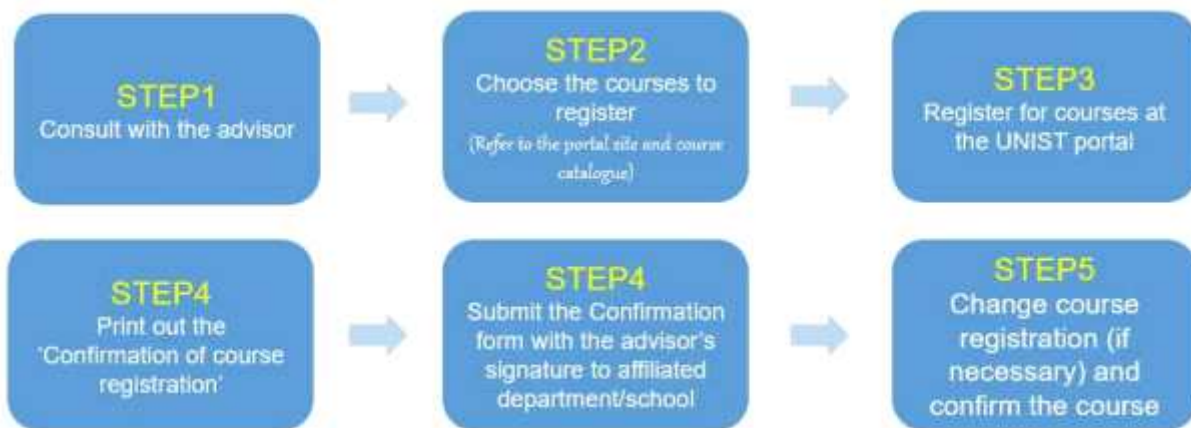 STEP1
Consult with the advisor
STEP2
Choose the courses to
register
(Refer to the portal site and course
catalogue)
STEP3
Register for courses at
the UNIST portal
STEP4
Print out the
'Confirmation of course
registration'
STEP4
Submit the Confirmation
form with the advisor's
signature to affiliated
department/school
STEP5
Change course
registration (if
necessary) and
confirm the course